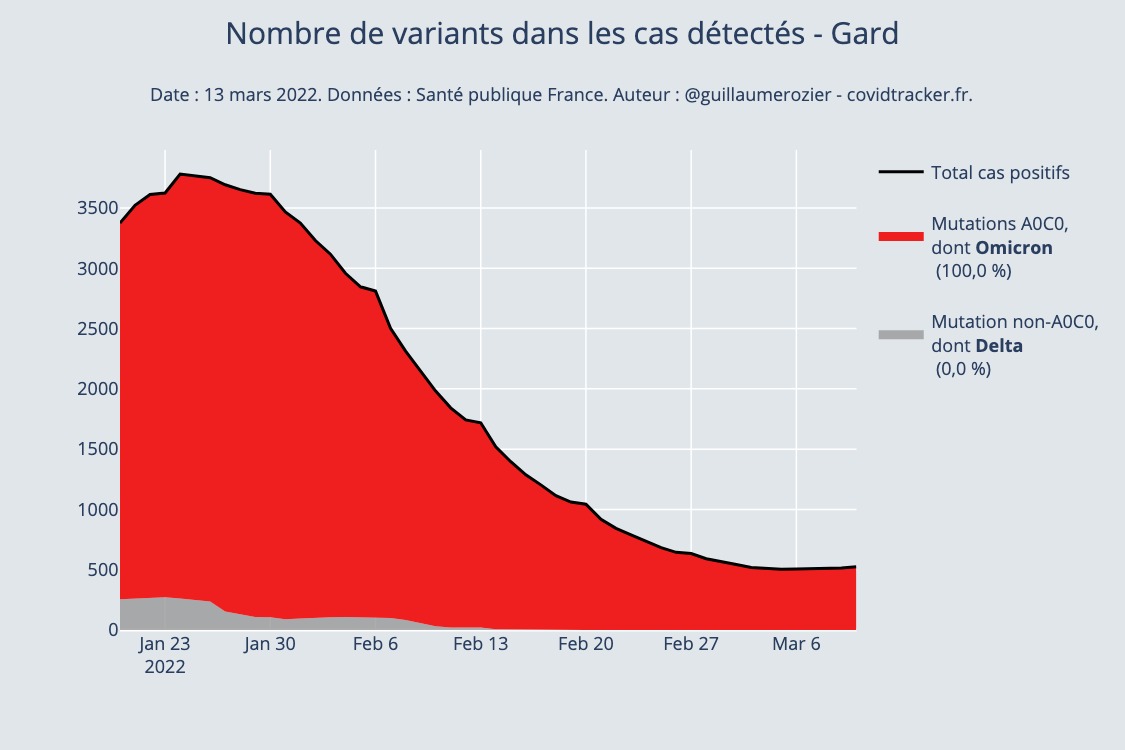 Nombre de variants dans les cas détectés - Gard
Date : 13 mars 2022. Données : Santé publique France. Auteur : @guillaumerozier - covidtracker.fr.
Total cas positifs
Mutations A0C0,
dont Omicron
(100,0 %)
Mutation non-A0C0,
dont Delta
(0,0 %)
3500
3000
2500
2000
1500
1000
500
0
Jan 23 Jan 30 Feb 6 Feb 13 Feb 20 Feb 27 Mar 6
2022